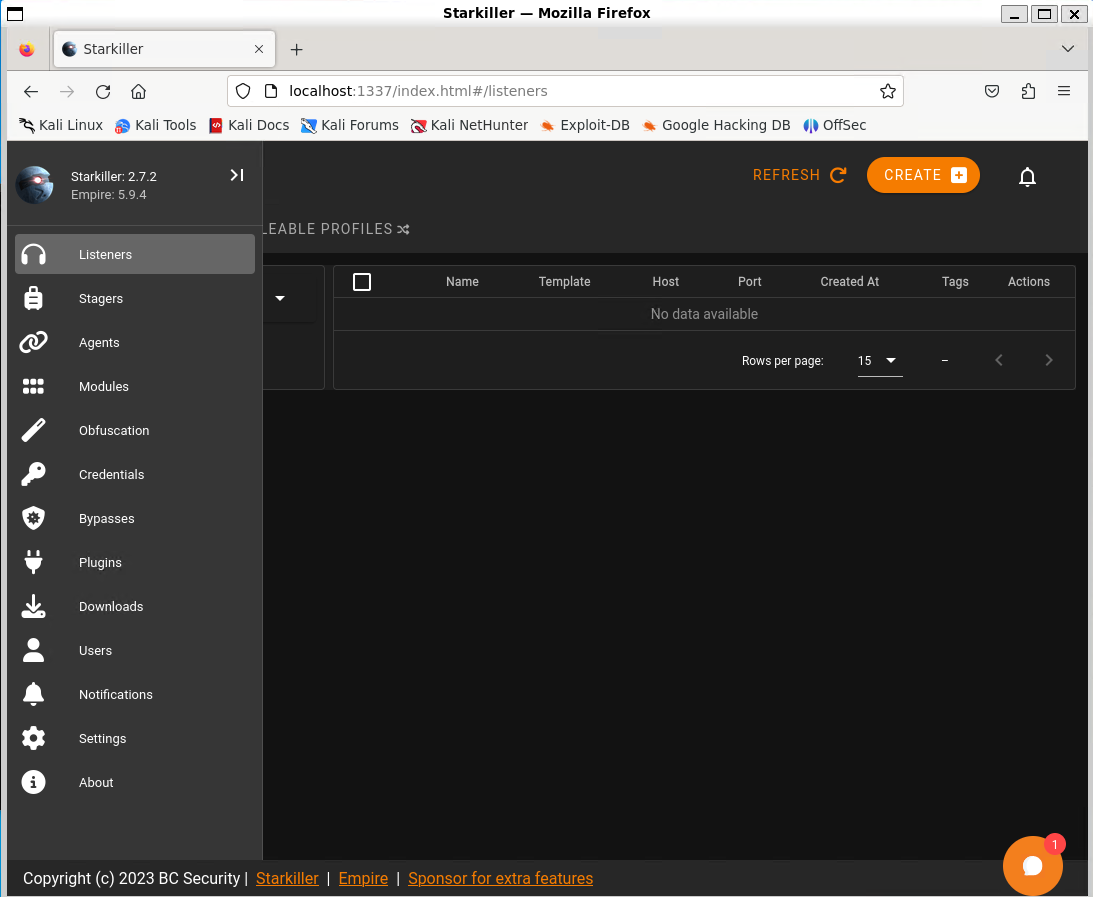 Starkiller — Mozilla Firefox
Starkiller
localhost:1337/index.html#/listeners
Kali Linux Kali Tools Kali Docs Kali Forums Kali NetHunter Exploit-DB Google Hacking DB OffSec
Starkiller: 2.7.2
Empire: 5.9.4
REFRESH CREATE
LEABLE PROFILES
Listeners
Stagers
Agents
Modules
Obfuscation
Credentials
Bypasses
Plugins
Downloads
Users
Notifications
Settings
About
Name Template Host Port Created At Tags Actions
No data available
Rows per page: 15 –
1
Copyright (c) 2023 BC Security | Starkiller | Empire | Sponsor for extra features